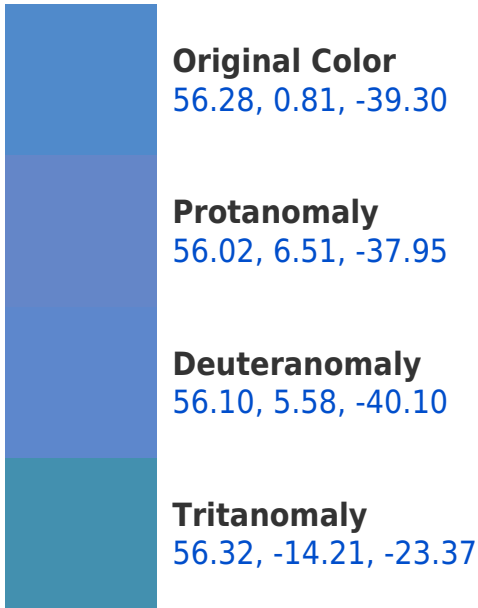 Original Color
56.28, 0.81, -39.30
Protanomaly
56.02, 6.51, -37.95
Deuteranomaly
56.10, 5.58, -40.10
Tritanomaly
56.32, -14.21, -23.37